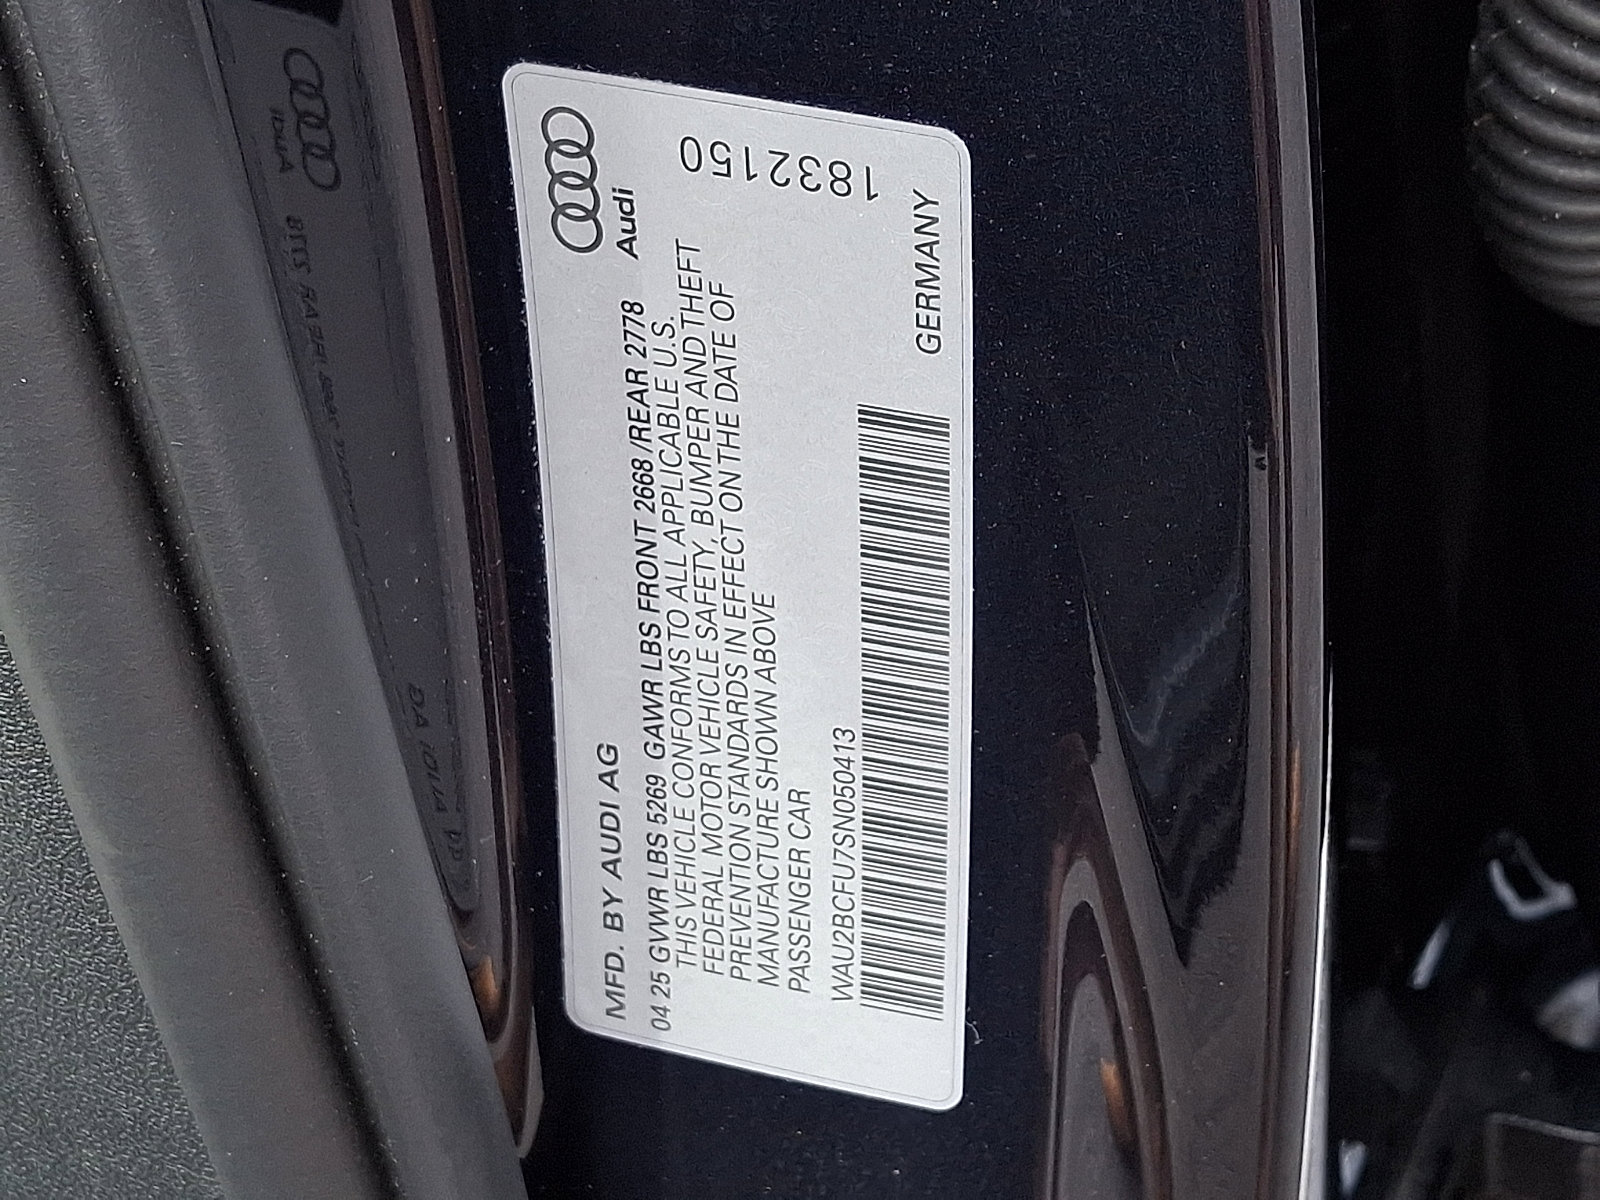 Audi
MFD. BY AUDI AG
04 25 GVWR LBS 5269 GAWR LBS FRONT 2668 /REAR 2778
THIS VEHICLE CONFORMS TO ALL APPLICABLE U.S.
FEDERAL MOTOR VEHICLE SAFETY, BUMPER AND THEFT
PREVENTION STANDARDS IN EFFECT ON THE DATE OF
MANUFACTURE SHOWN ABOVE
PASSENGER CAR
WAU2BCFU7SN050413
1832150
GERMANY